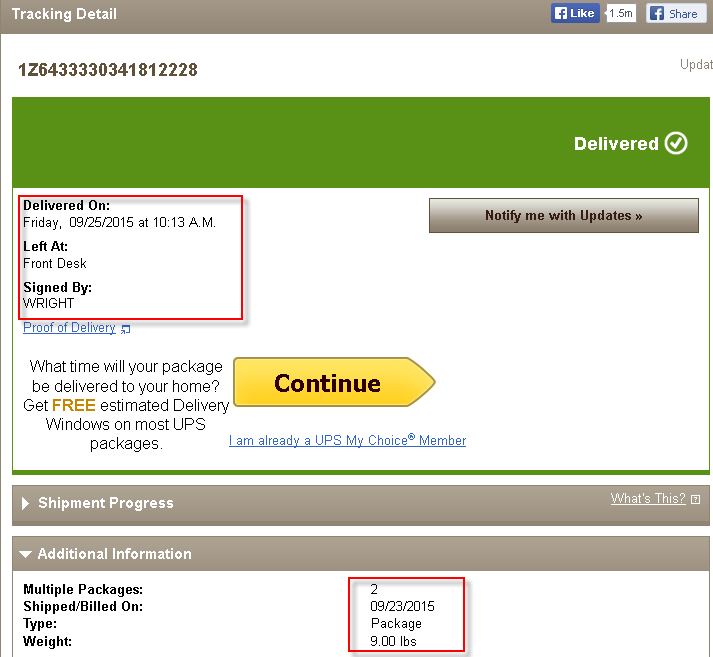 Tracking Detail
Like 1.5m Share
1Z6433330341812228
Updat
Delivered
Delivered On:
Friday, 09/25/2015 at 10:13 A.M.
Left At:
Front Desk
Signed By:
WRIGHT
Proof of Delivery
Notify me with Updates »
What time will your package
be delivered to your home?
Get FREE estimated Delivery
Windows on most UPS
packages.
Continue
I am already a UPS My Choice® Member
Shipment Progress
What's This? ?
Additional Information
Multiple Packages: 2
Shipped/Billed On: 09/23/2015
Type: Package
Weight: 9.00 lbs